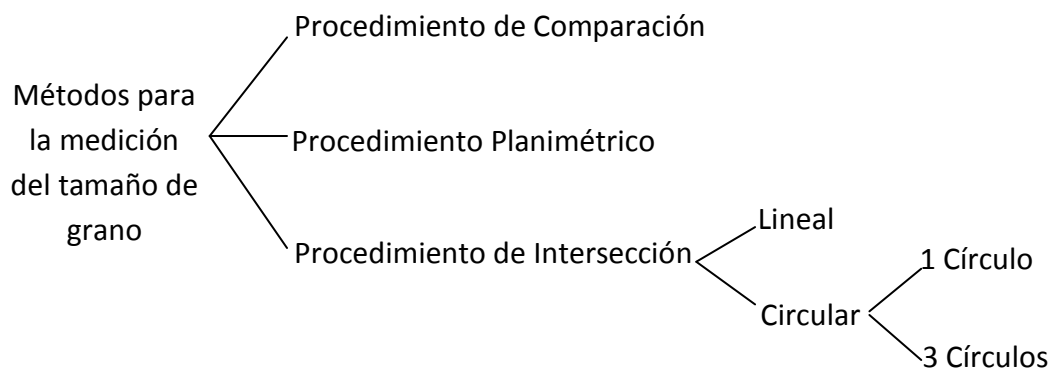 Métodos para
la medición
del tamaño de
grano
Procedimiento de Comparación
Procedimiento Planimétrico
Procedimiento de Intersección
Lineal
Circular
1 Círculo
3 Círculos